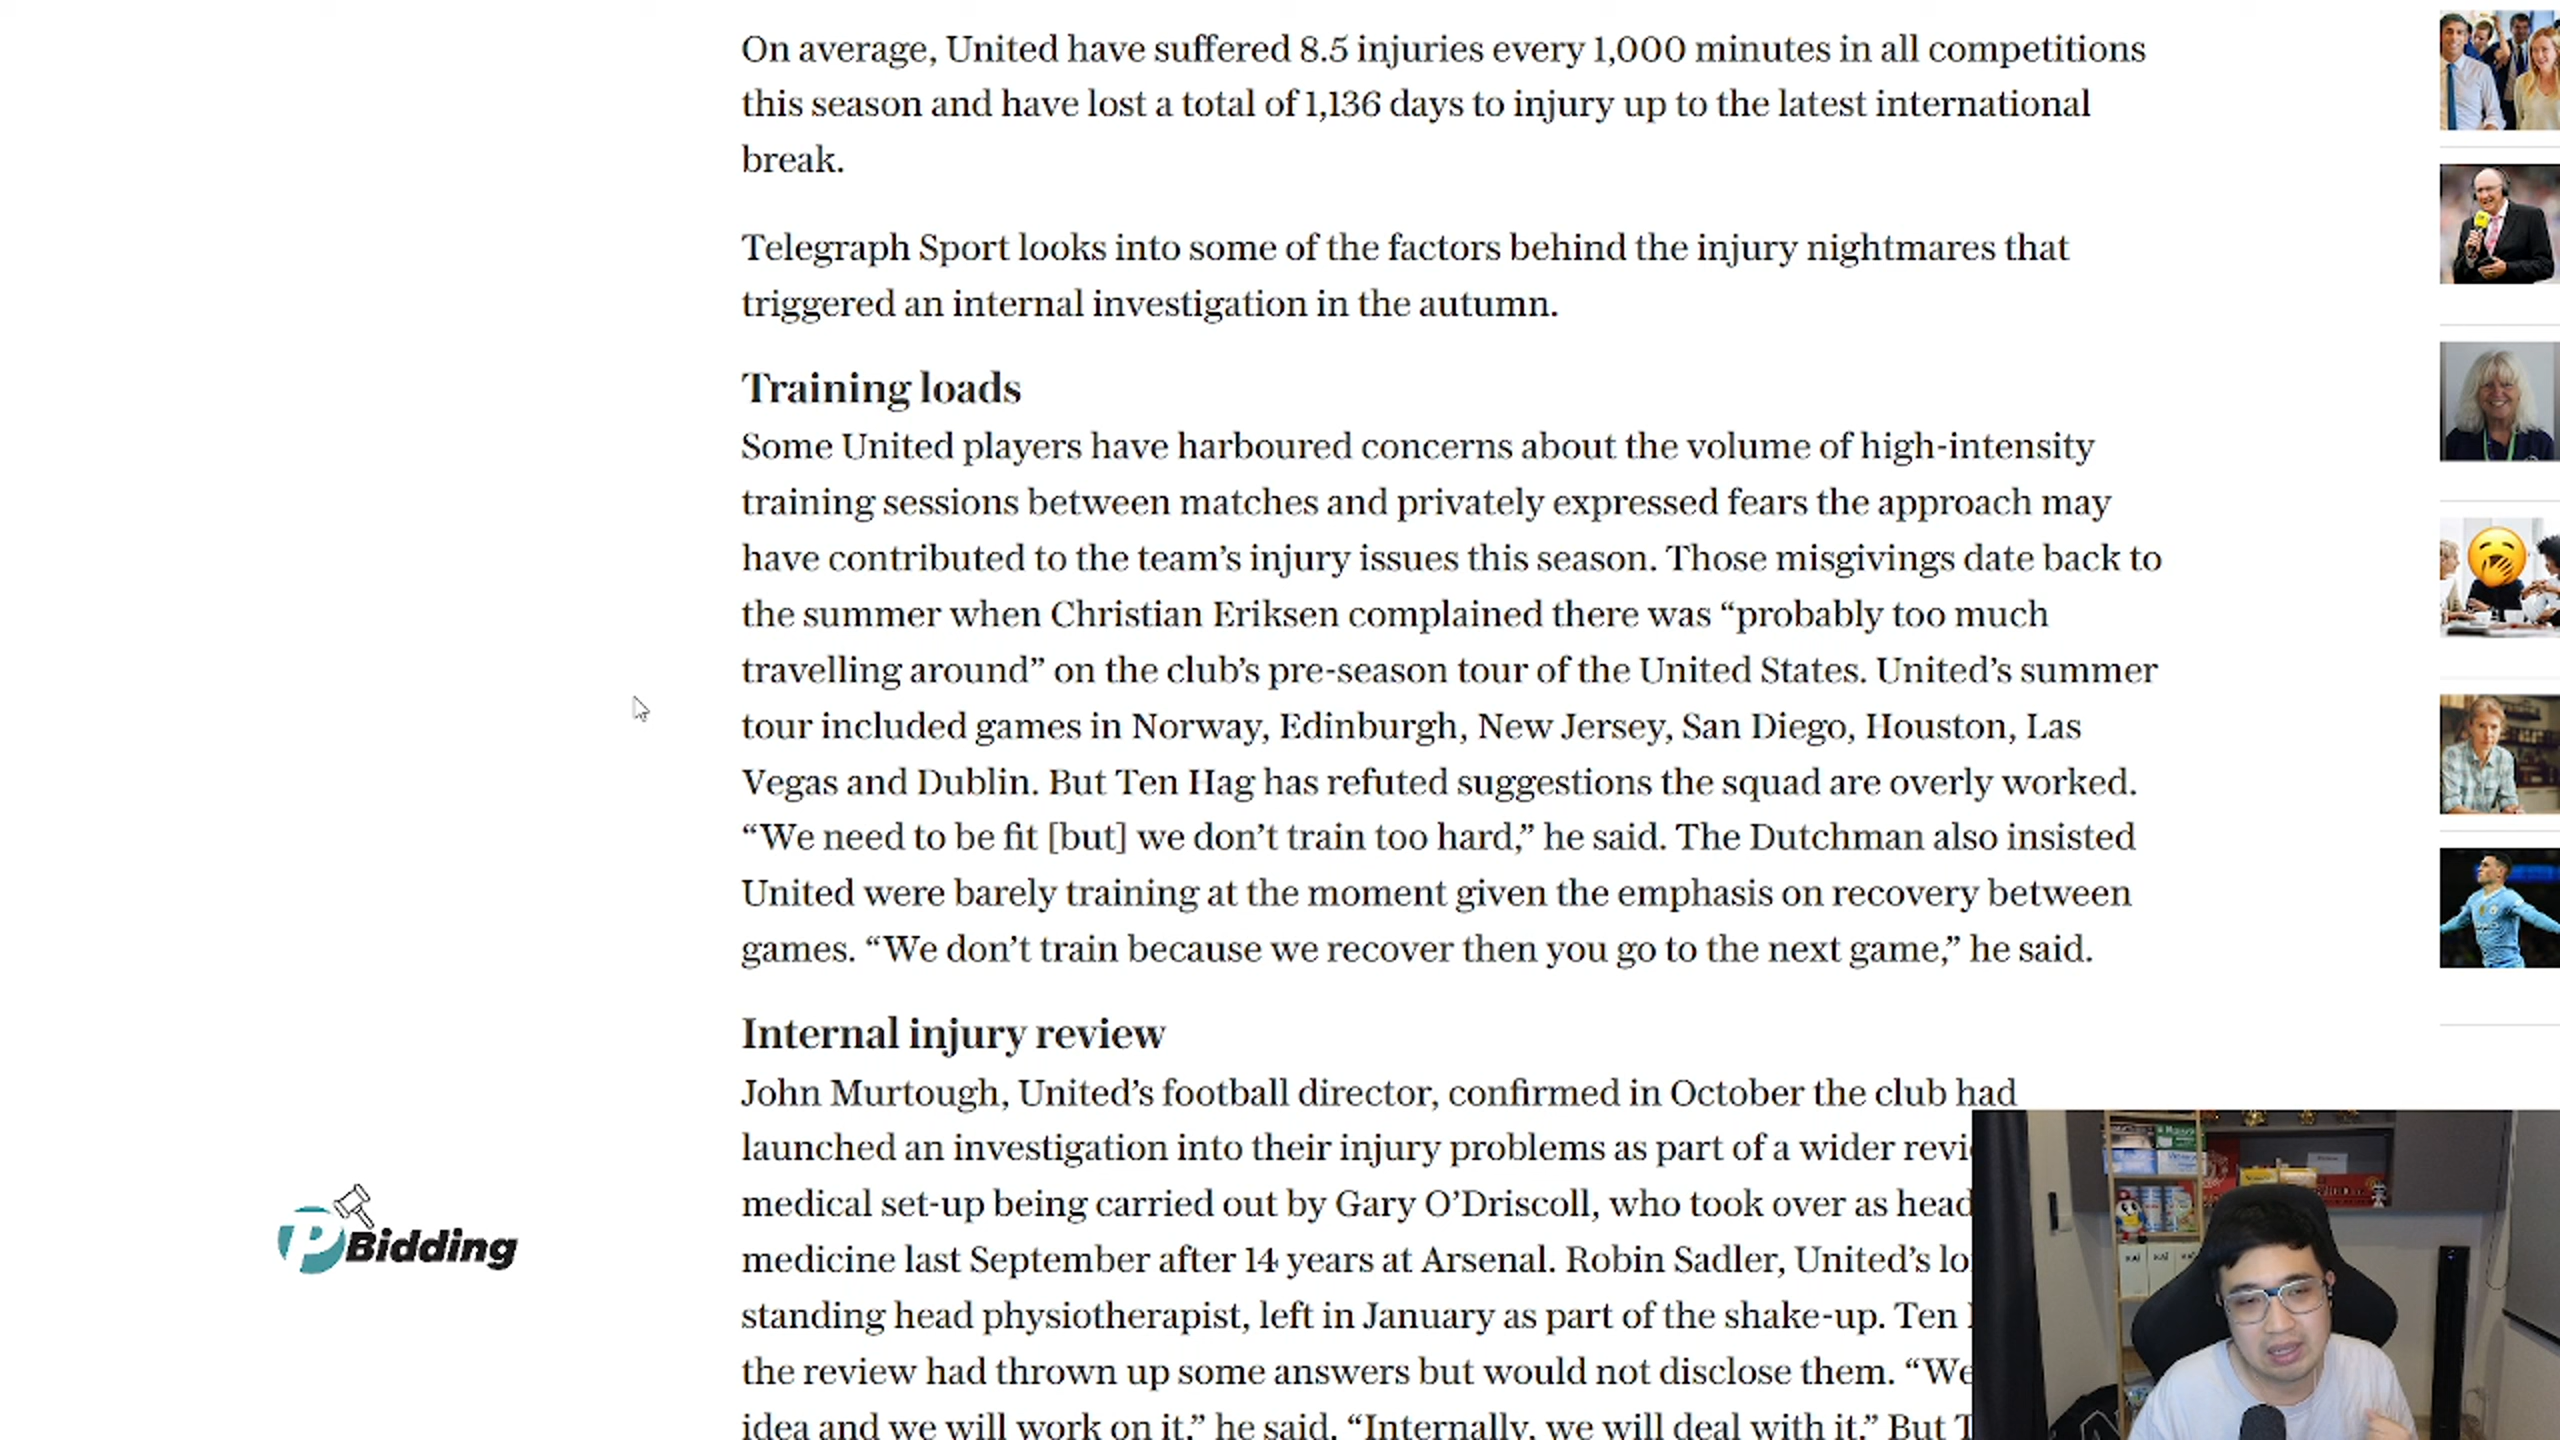 On average, United have suffered 8.5 injuries every 1,000 minutes in all competitions
this season and have lost a total of 1,136 days to injury up to the latest international
break.
Telegraph Sport looks into some of the factors behind the injury nightmares that
triggered an internal investigation in the autumn.
Training loads
Some United players have harboured concerns about the volume of high-intensity
training sessions between matches and privately expressed fears the approach may
have contributed to the team’s injury issues this season. Those misgivings date back to
the summer when Christian Eriksen complained there was “probably too much
travelling around” on the club’s pre-season tour of the United States. United’s summer
tour included games in Norway, Edinburgh, New Jersey, San Diego, Houston, Las
Vegas and Dublin. But Ten Hag has refuted suggestions the squad are overly worked.
“We need to be fit [but] we don’t train too hard,” he said. The Dutchman also insisted
United were barely training at the moment given the emphasis on recovery between
games. “We don’t train because we recover then you go to the next game,” he said.
Internal injury review
John Murtough, United’s football director, confirmed in October the club had
launched an investigation into their injury problems as part of a wider
medical set-up being carried out by Gary O’Driscoll, who took over as head
medicine last September after 14 years at Arsenal. Robin Sadler, United’s
standing head physiotherapist, left in January as part of the shake-up. Ten
the review had thrown up some answers but would not disclose them. “We
idea and we will work on it,” he said. “Internally, we will deal with it.” But
P Bidding